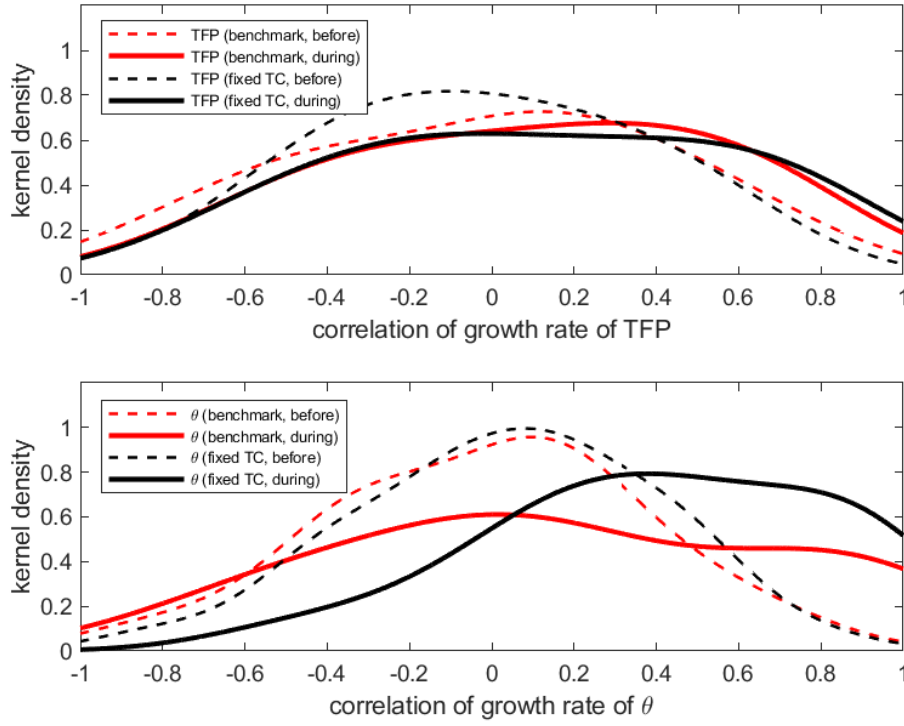 TFP (benchmark, before)
TFP (benchmark, during)
TFP (fixed TC, before)
TFP (fixed TC, during)
kernel density
1
0.8
0.6
0.4
0.2
0
-1 -0.8 -0.6 -0.4 -0.2 0 0.2 0.4 0.6 0.8 1
correlation of growth rate of TFP
θ (benchmark, before)
θ (benchmark, during)
θ (fixed TC, before)
θ (fixed TC, during)
kernel density
1
0.8
0.6
0.4
0.2
0
-1 -0.8 -0.6 -0.4 -0.2 0 0.2 0.4 0.6 0.8 1
correlation of growth rate of θ